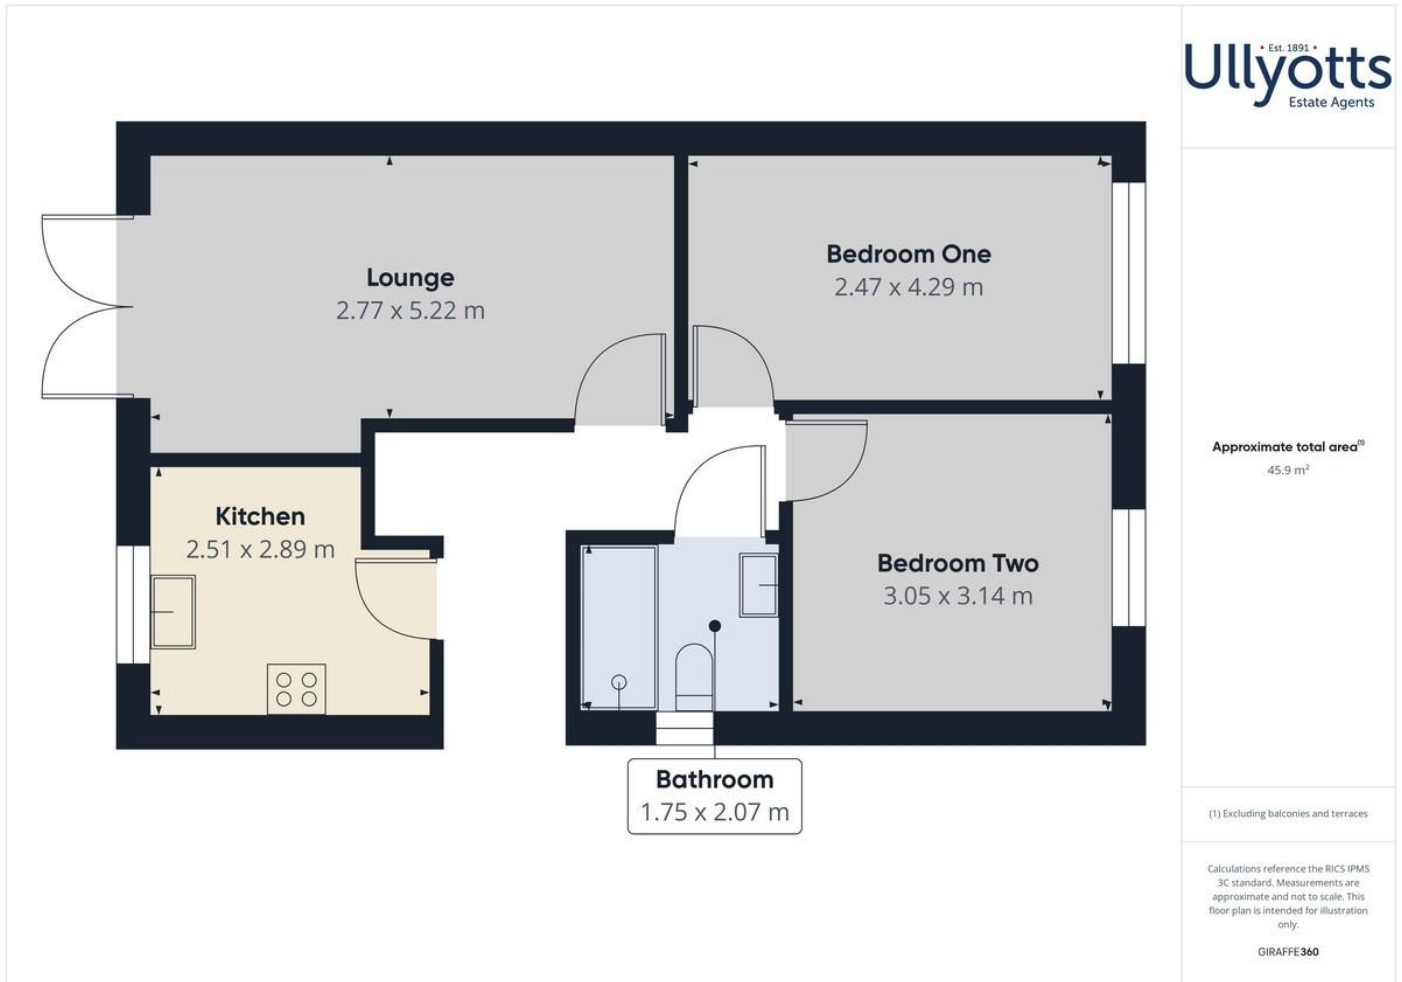 • Est. 1891 •
Ullyotts
Estate Agents
Lounge
2.77 x 5.22 m
Bedroom One
2.47 x 4.29 m
Kitchen
2.51 x 2.89 m
Bedroom Two
3.05 x 3.14 m
Bathroom
1.75 x 2.07 m
Approximate total area⁽¹⁾
45.9 m²
(1) Excluding balconies and terraces
Calculations reference the RICS IPMS
3C standard. Measurements are
approximate and not to scale. This
floor plan is intended for illustration
only.
GIRAFFE360